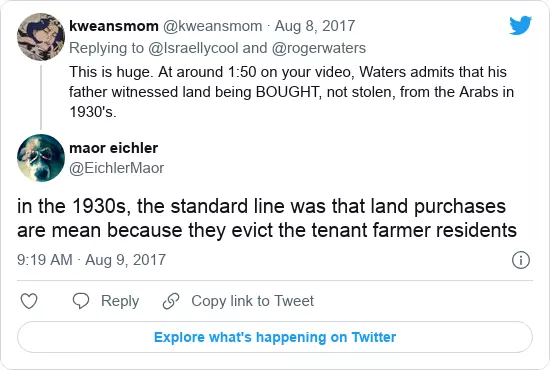 kweansmom @kweansmom · Aug 8, 2017
Replying to @Israellycool and @rogerwaters
This is huge. At around 1:50 on your video, Waters admits that his
father witnessed land being BOUGHT, not stolen, from the Arabs in
1930's.
maor eichler
@EichlerMaor
in the 1930s, the standard line was that land purchases
are mean because they evict the tenant farmer residents
9:19 AM · Aug 9, 2017
Reply Copy link to Tweet
Explore what's happening on Twitter